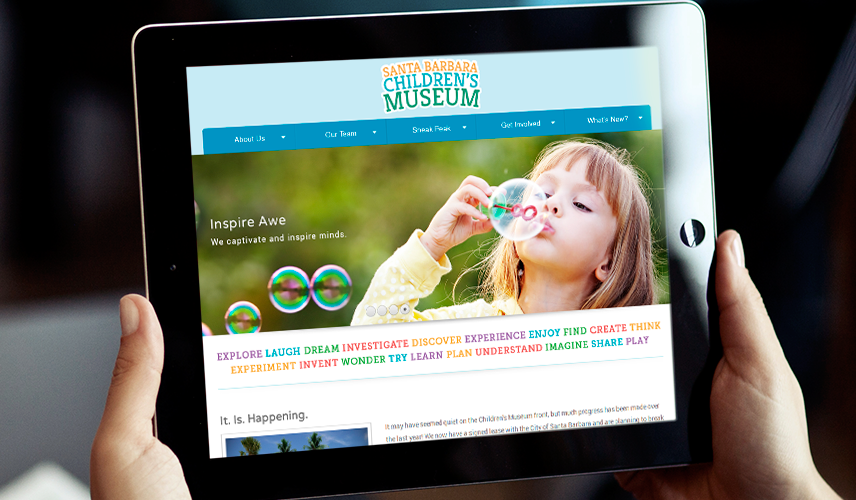 SANTA BARBARA
CHILDREN'S
MUSEUM
About Us Our Team Sneak Peak Get Involved What's New?
Inspire Awe
We captivate and inspire minds.
EXPLORE LAUGH DREAM INVESTIGATE DISCOVER EXPERIENCE ENJOY FIND CREATE THINK
EXPERIMENT INVENT WONDER TRY LEARN PLAN UNDERSTAND IMAGINE SHARE PLAY
It. Is. Happening.
It may have seemed quiet on the Children's Museum front, but much progress has been made over
the last year! We now have a signed lease with the City of Santa Barbara and are planning to break